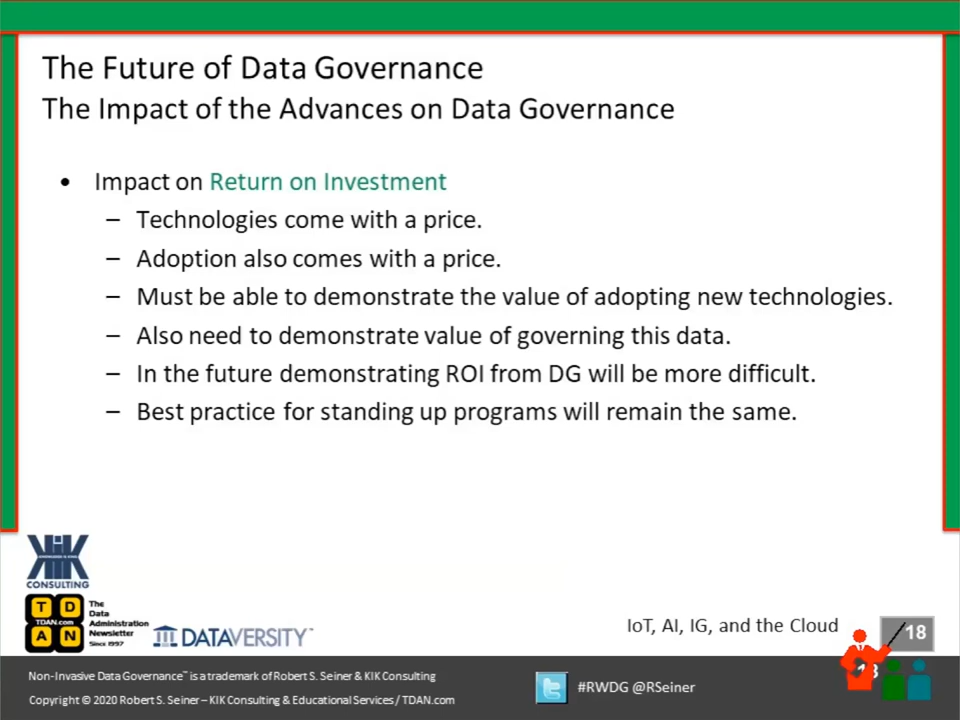 The Future of Data Governance
The Impact of the Advances on Data Governance
• Impact on Return on Investment
– Technologies come with a price.
– Adoption also comes with a price.
– Must be able to demonstrate the value of adopting new technologies.
– Also need to demonstrate value of governing this data.
– In the future demonstrating ROI from DG will be more difficult.
– Best practice for standing up programs will remain the same.
KIK
CONSULTING
T D
TDAN.com
A N
The
Data
Administration
Newsletter
Since 1997
DATAVERSITY™
IoT, AI, IG, and the Cloud
18
Non-Invasive Data Governance™ is a trademark of Robert S. Seiner & KIK Consulting
Copyright © 2020 Robert S. Seiner – KIK Consulting & Educational Services / TDAN.com
#RWDG @RSeiner